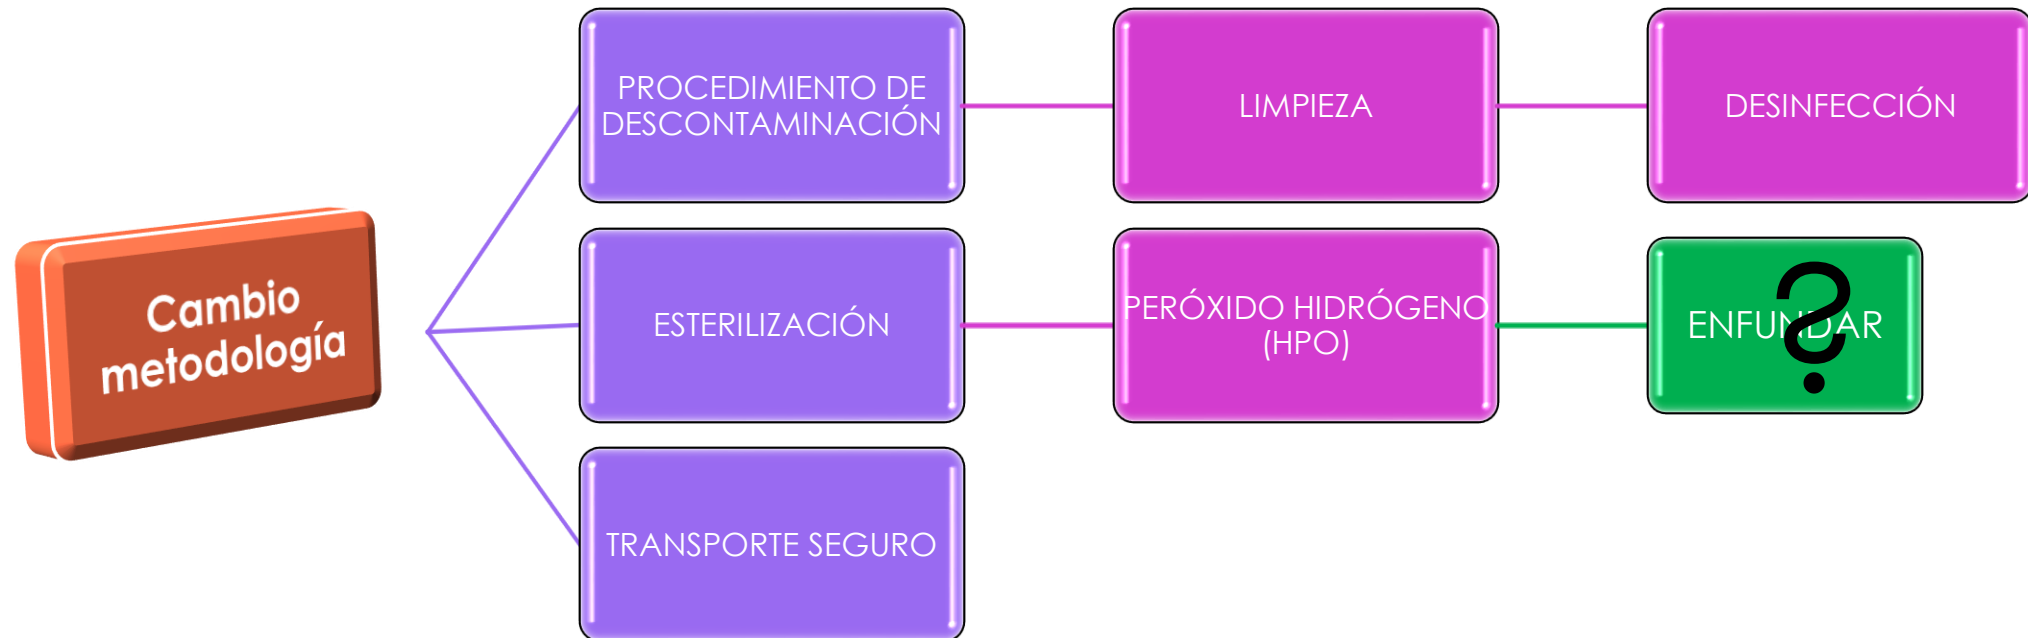 Cambio
metodología
PROCEDIMIENTO DE
DESCONTAMINACIÓN
LIMPIEZA
DESINFECCIÓN
ESTERILIZACIÓN
PERÓXIDO HIDRÓGENO
(HPO)
ENFUNDAR
?
TRANSPORTE SEGURO